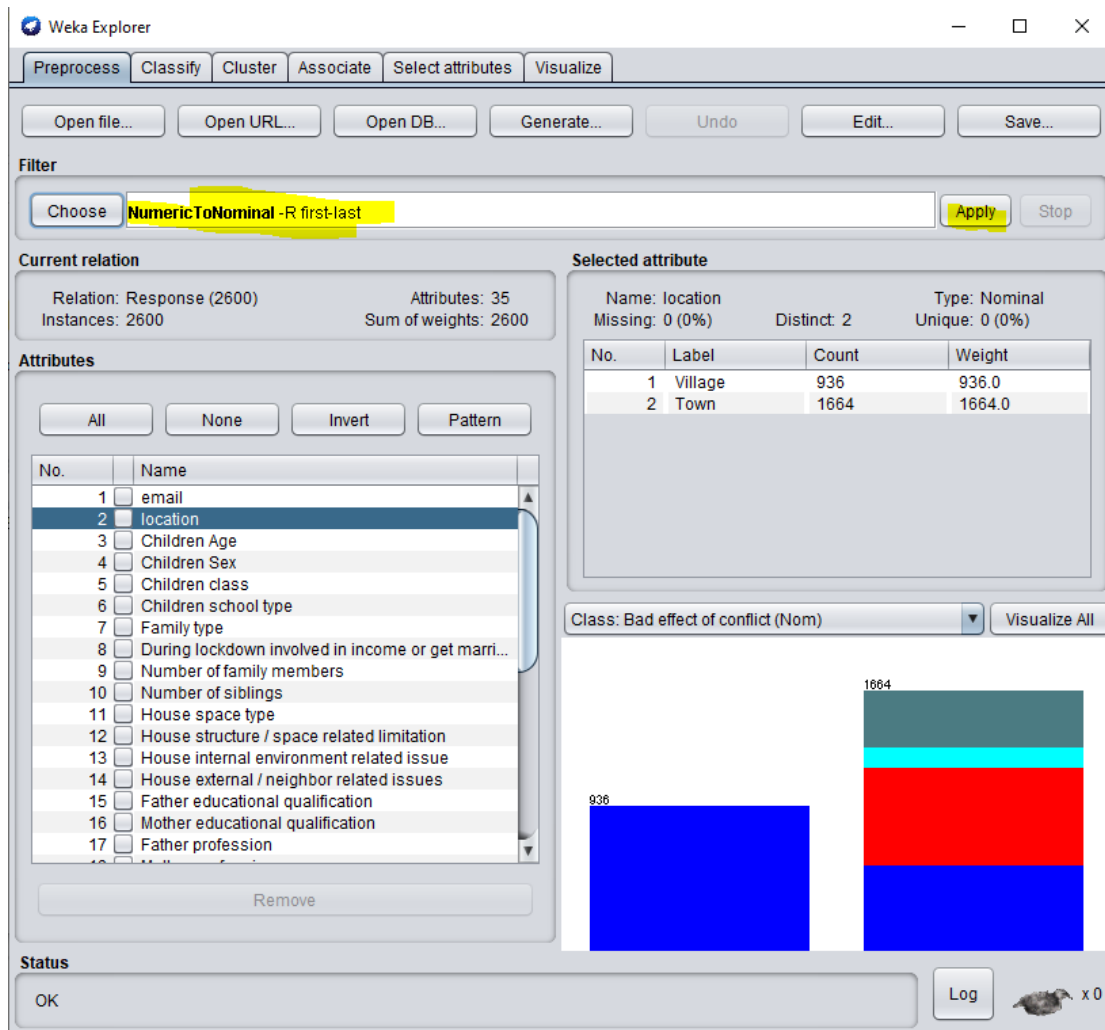 Weka Explorer
Preprocess Classify Cluster Associate Select attributes Visualize
Open file... Open URL... Open DB... Generate... Undo Edit... Save...
Filter
Choose NumericToNominal -R first-last Apply Stop
Current relation
Relation: Response (2600) Attributes: 35
Instances: 2600 Sum of weights: 2600
Attributes
All None Invert Pattern
No. Name
1 email
2 location
3 Children Age
4 Children Sex
5 Children class
6 Children school type
7 Family type
8 During lockdown involved in income or get marri...
9 Number of family members
10 Number of siblings
11 House space type
12 House structure / space related limitation
13 House internal environment related issue
14 House external / neighbor related issues
15 Father educational qualification
16 Mother educational qualification
17 Father profession
Remove
Selected attribute
Name: location Type: Nominal
Missing: 0 (0%) Distinct: 2 Unique: 0 (0%)
No. Label Count Weight
1 Village 936 936.0
2 Town 1664 1664.0
Class: Bad effect of conflict (Nom) Visualize All
1664
936
Status
OK
Log x 0